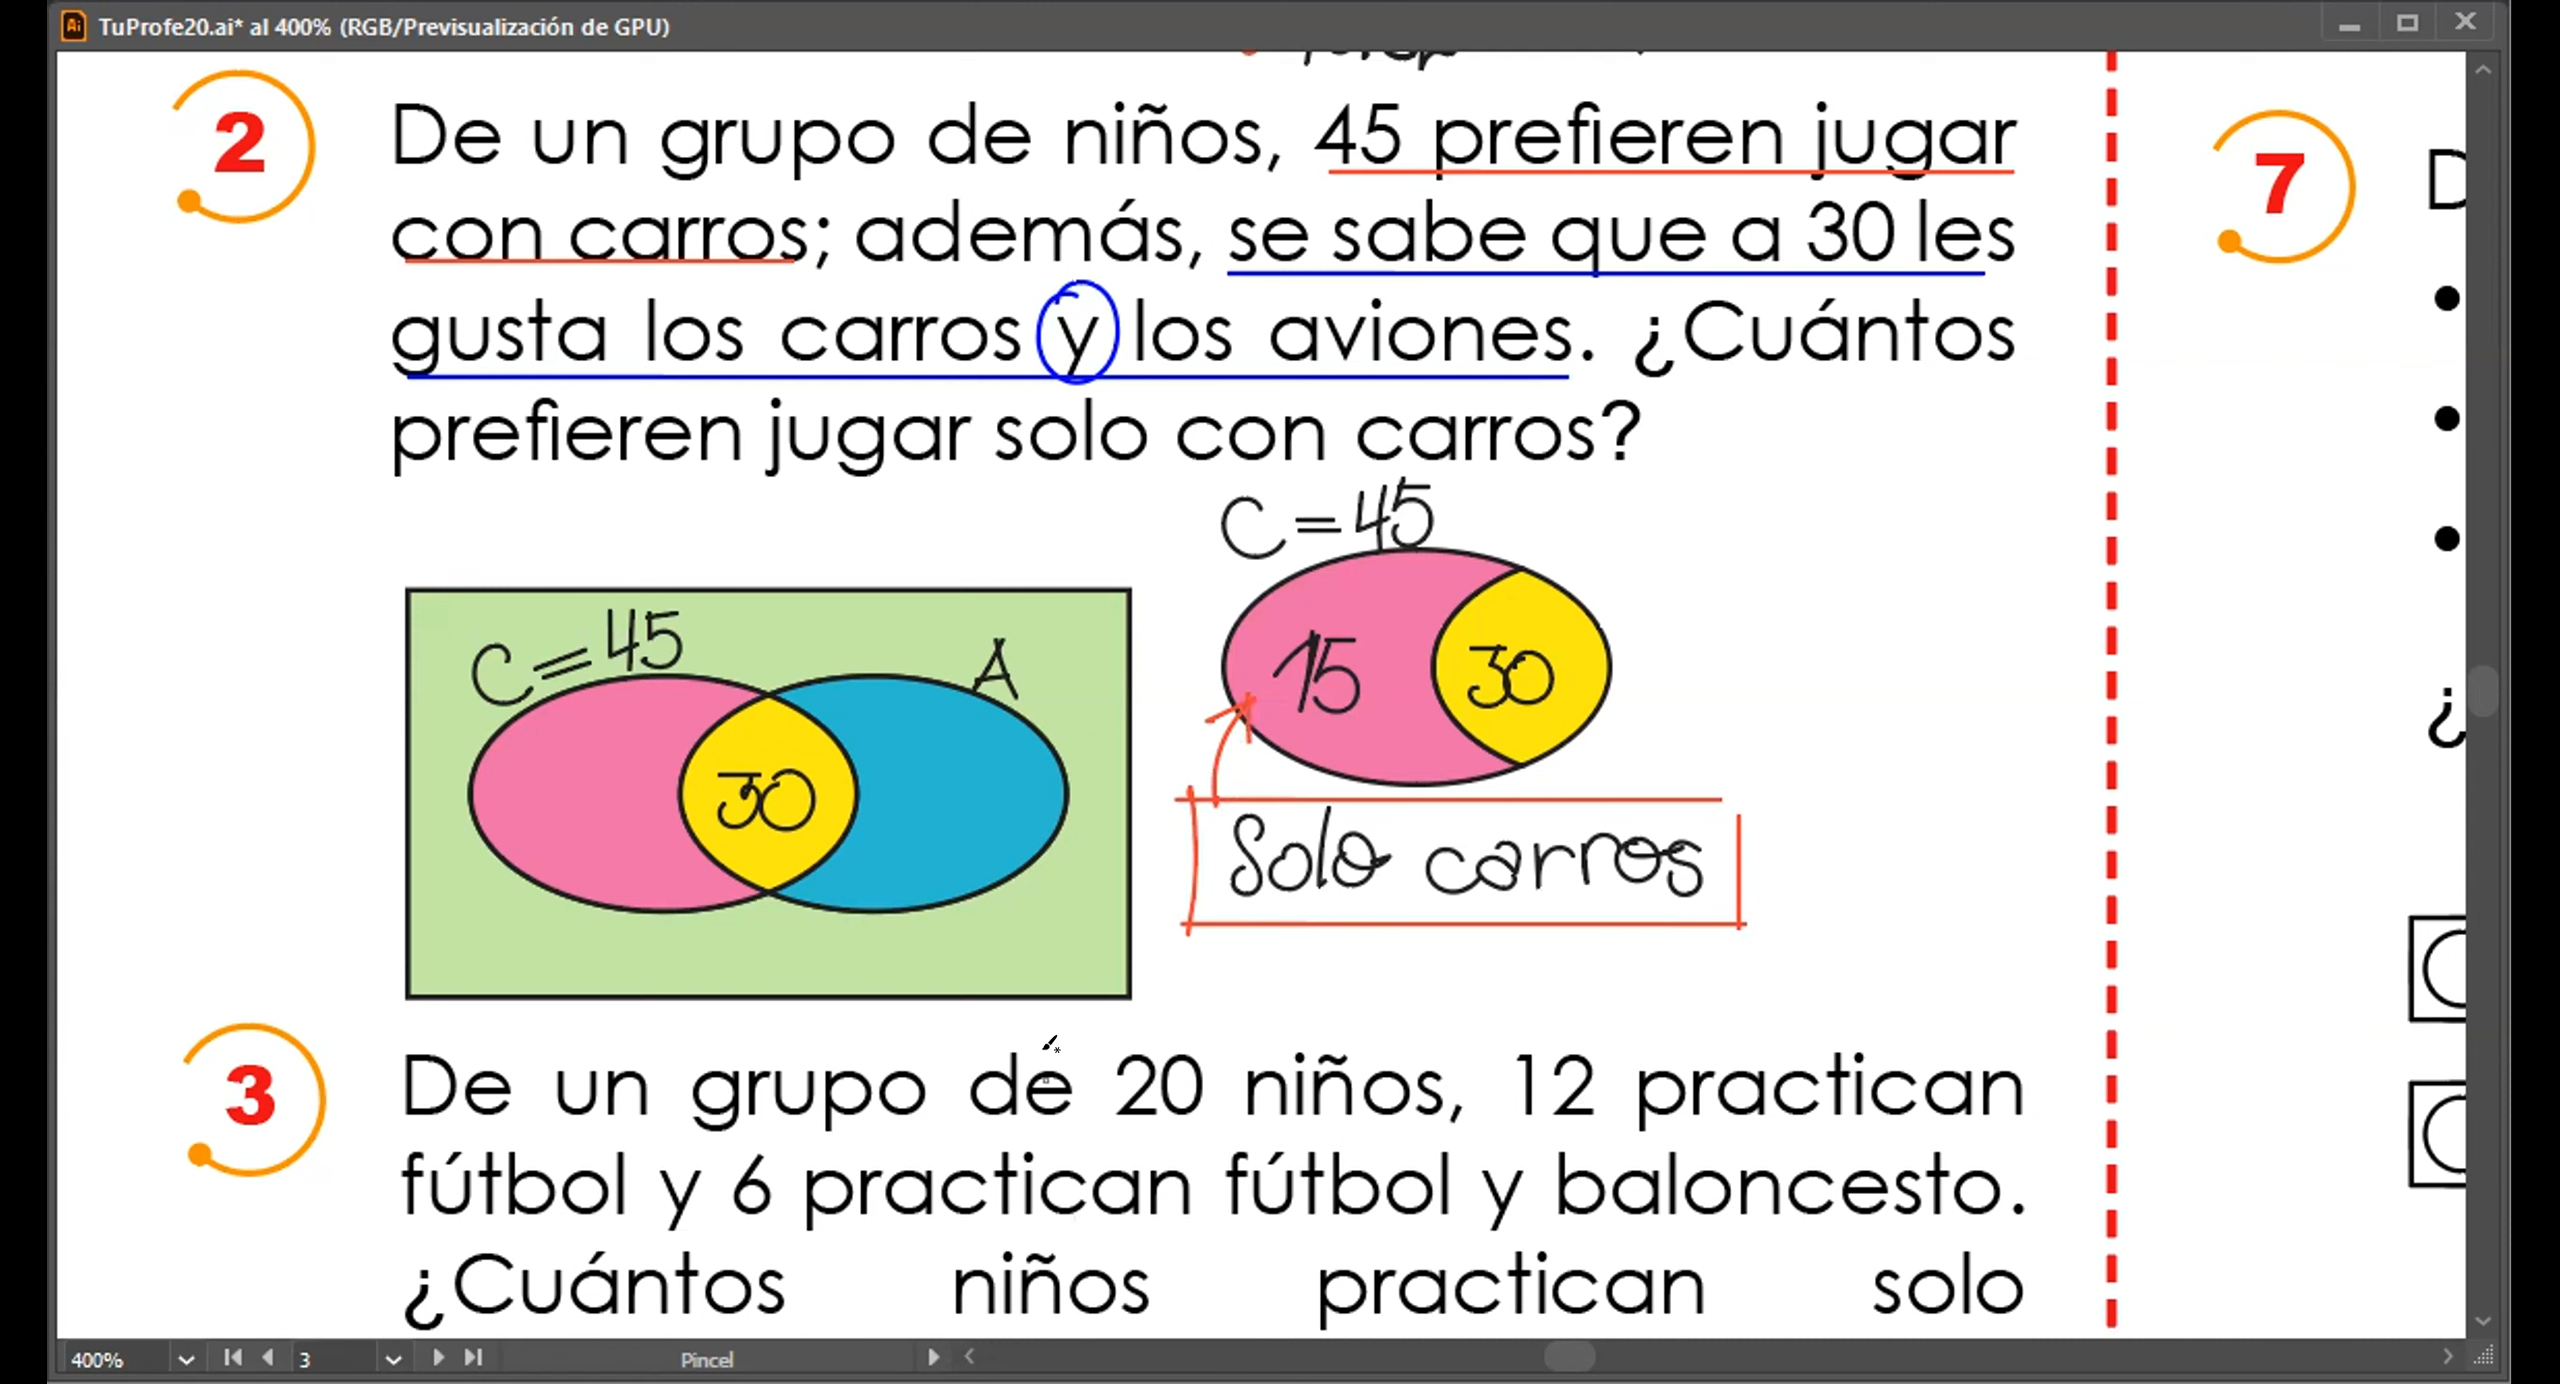 TuProfe20.ai* al 400% (RGB/Previsualización de GPU)
2
De un grupo de niños, 45 prefieren jugar
con carros; además, se sabe que a 30 les
gusta los carros y los aviones. ¿Cuántos
prefieren jugar solo con carros?
C=45
A
30
C=45
15
30
Solo carros
3
De un grupo de 20 niños, 12 practican
fútbol y 6 practican fútbol y baloncesto.
¿Cuántos niños practican solo
7
D
•
•
•
¿
400%
3
Pincel